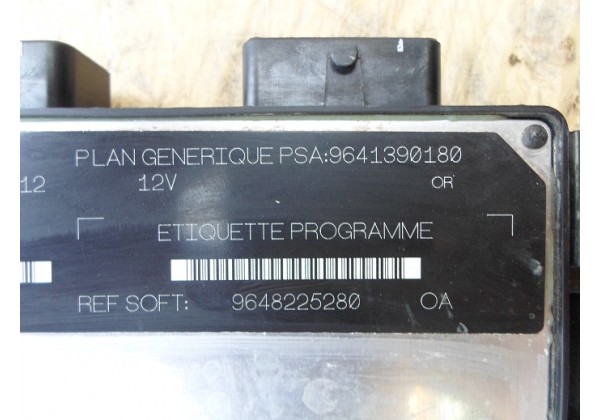 PLAN GENERIQUE PSA:9641390180
12 12V OR
ETIQUETTE PROGRAMME
REF SOFT: 9648225280 OA